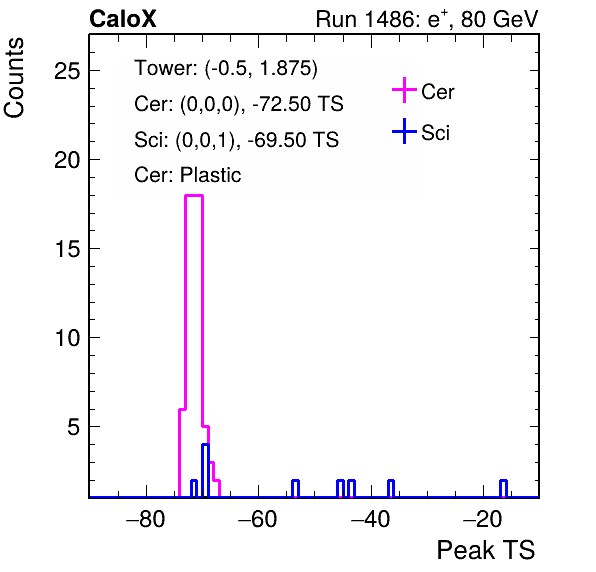 CaloX Run 1486: e+, 80 GeV
Counts
Tower: (-0.5, 1.875)
Cer: (0,0,0), -72.50 TS
Sci: (0,0,1), -69.50 TS
Cer: Plastic
Cer
Sci
25
20
15
10
5
−80 −60 −40 −20
Peak TS